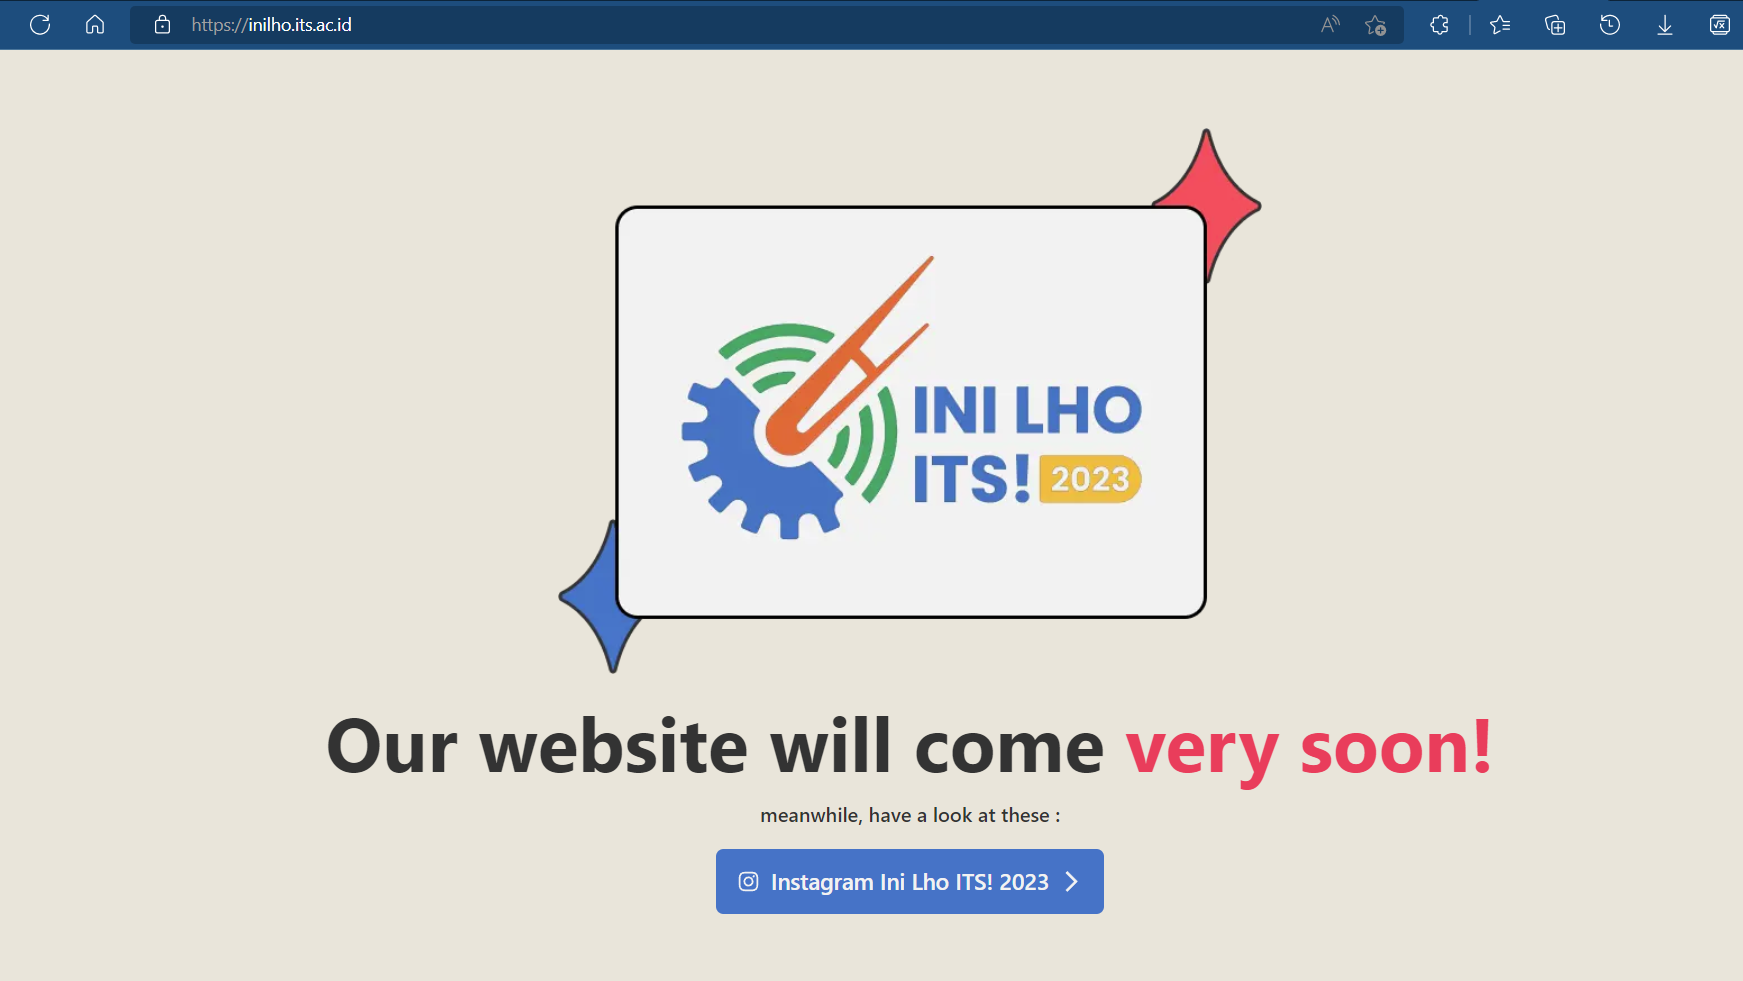 https://inilho.its.ac.id
INI LHO
ITS! 2023
Our website will come very soon!
meanwhile, have a look at these :
Instagram Ini Lho ITS! 2023